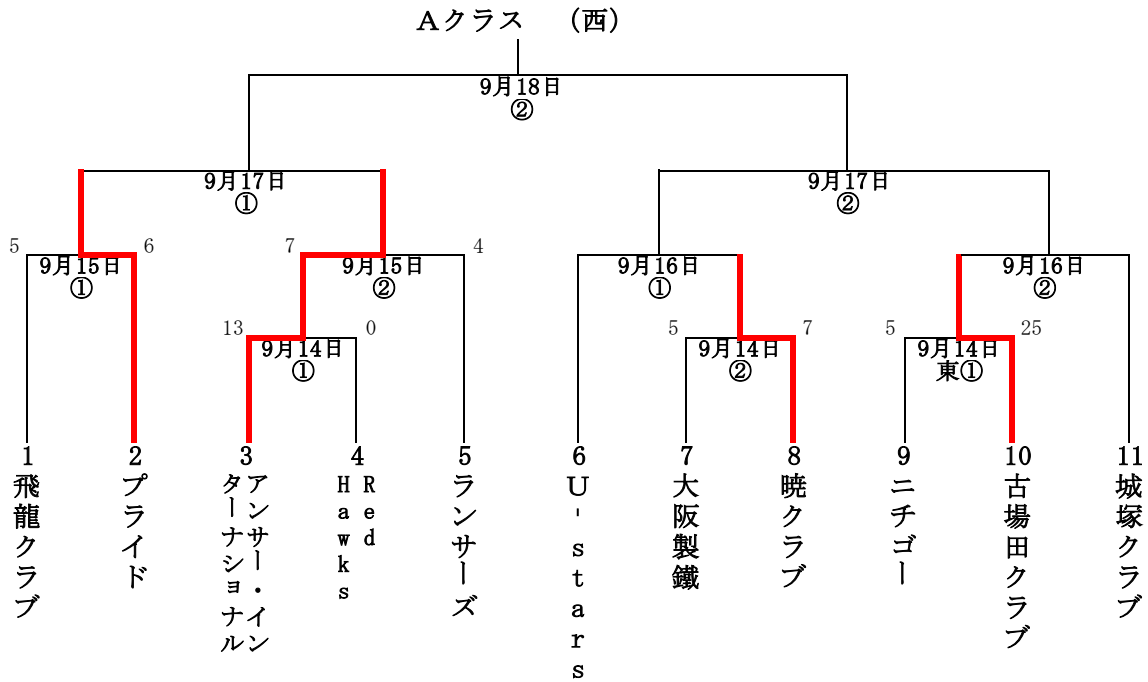 Aクラス (西)
9月18日
②
9月17日
①
9月17日
②
5
6
7
4
9月15日
①
9月15日
②
9月16日
①
9月16日
②
13
0
5
7
5
25
9月14日
①
9月14日
②
9月14日
東①
1
2
3
4
5
6
7
8
9
10
11
飛龍クラブ
プライド
アンサー・イン
ターナショナル
Red
Hawks
ランサーズ
U'stars
大阪製鐵
暁クラブ
ニチゴー
古場田クラブ
城塚クラブ